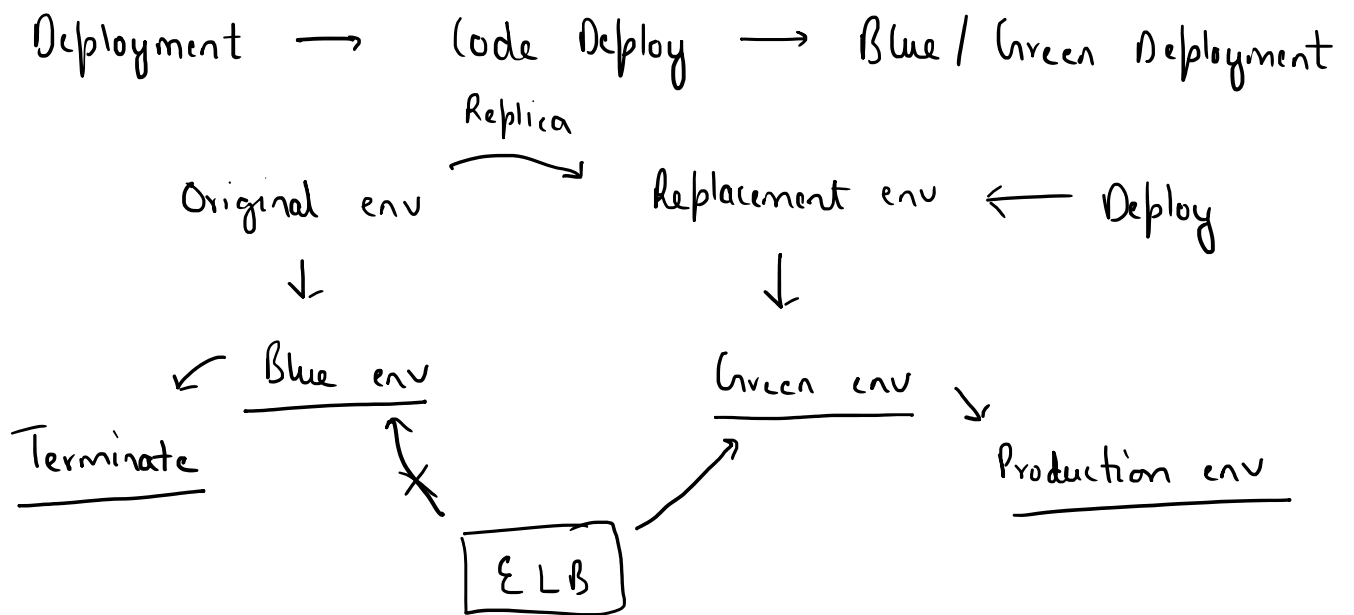 Deployment → Code Deploy → Blue / Green Deployment
Replica
Original env Replacement env ← Deploy
Blue env Green env
Terminate Production env
ELB